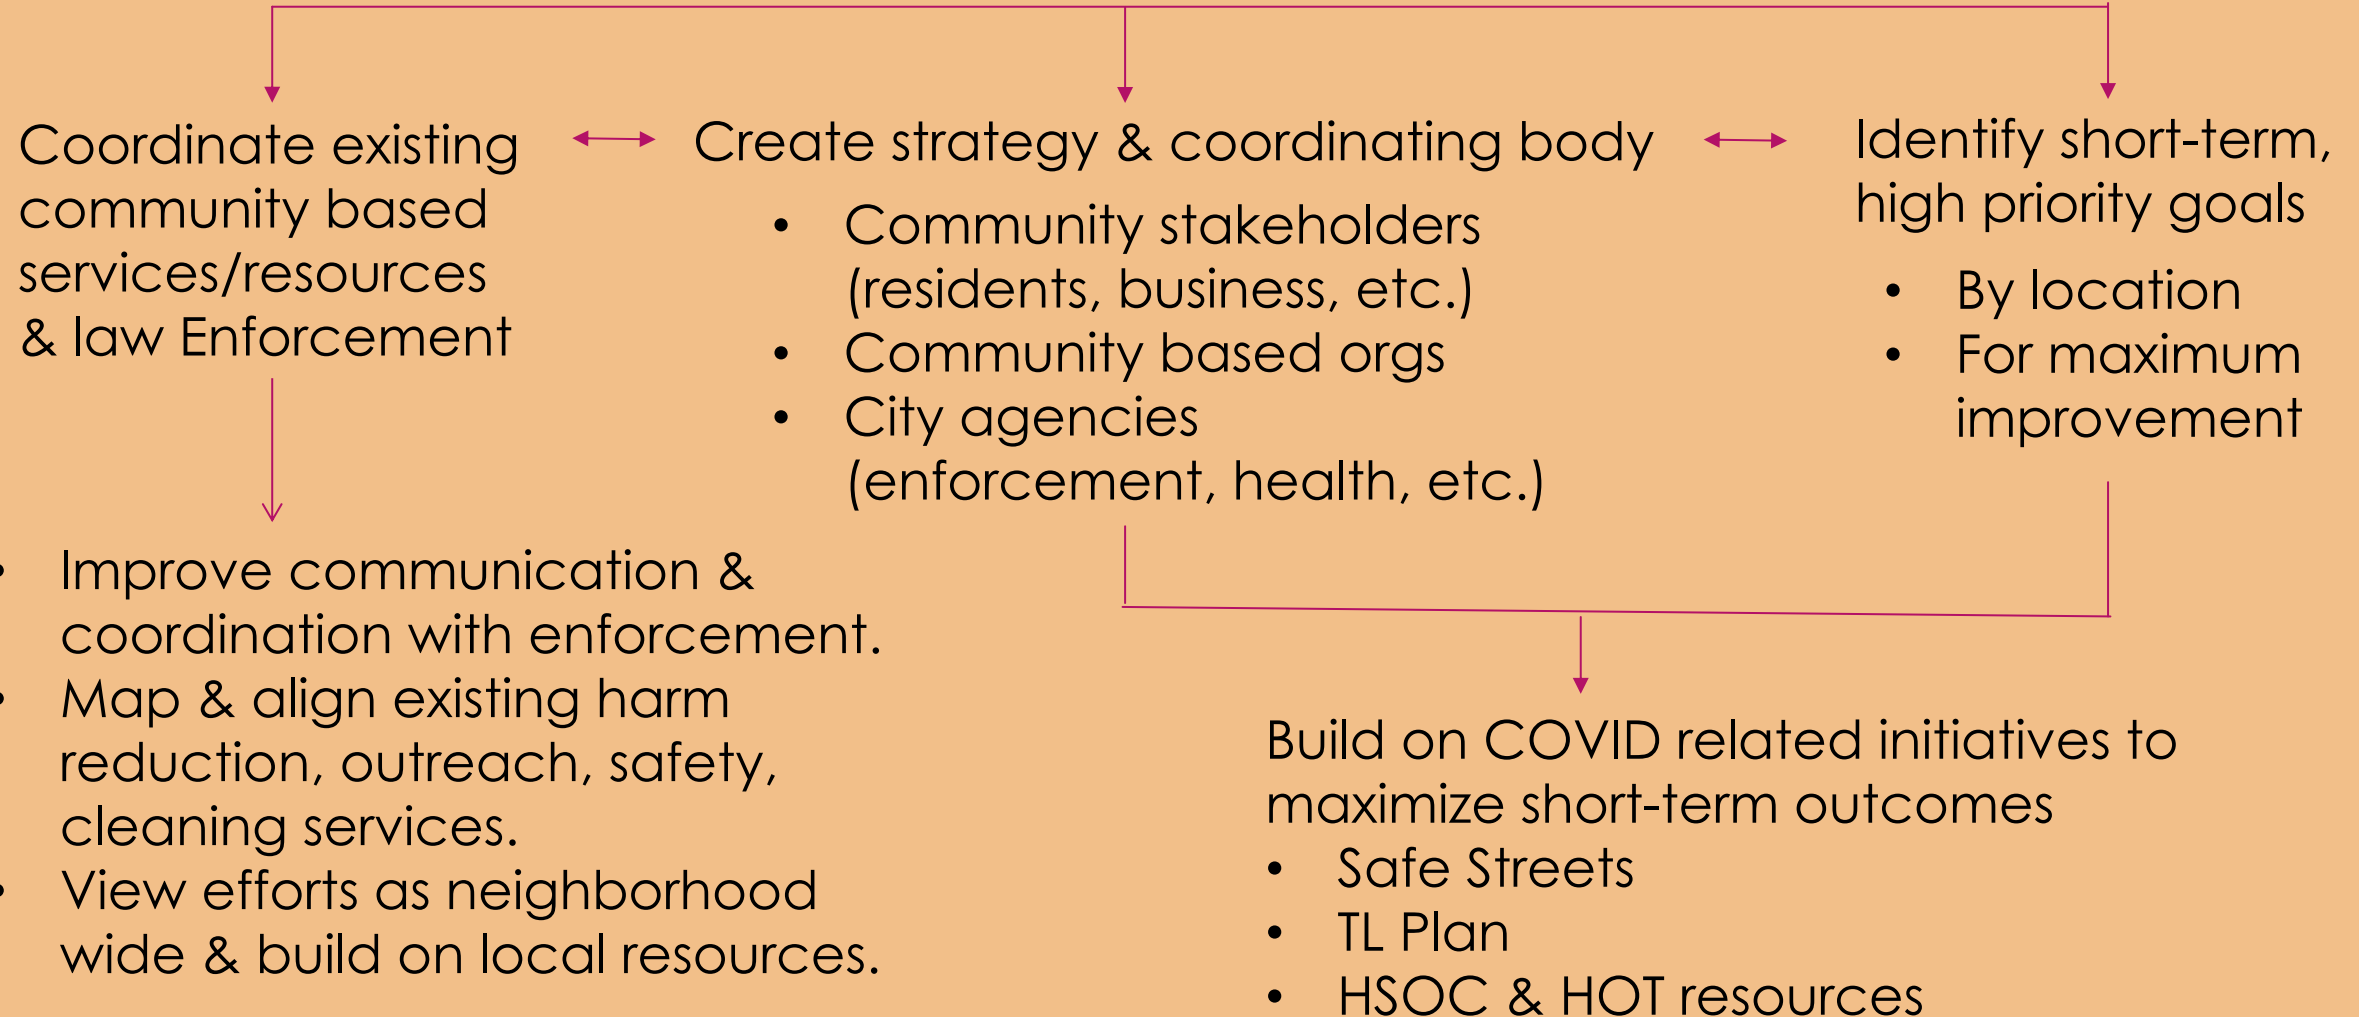 Coordinate existing
community based
services/resources
& law Enforcement
Create strategy & coordinating body
• Community stakeholders
(residents, business, etc.)
• Community based orgs
• City agencies
(enforcement, health, etc.)
Identify short-term,
high priority goals
• By location
• For maximum
improvement
• Improve communication &
coordination with enforcement.
• Map & align existing harm
reduction, outreach, safety,
cleaning services.
• View efforts as neighborhood
wide & build on local resources.
Build on COVID related initiatives to
maximize short-term outcomes
• Safe Streets
• TL Plan
• HSOC & HOT resources